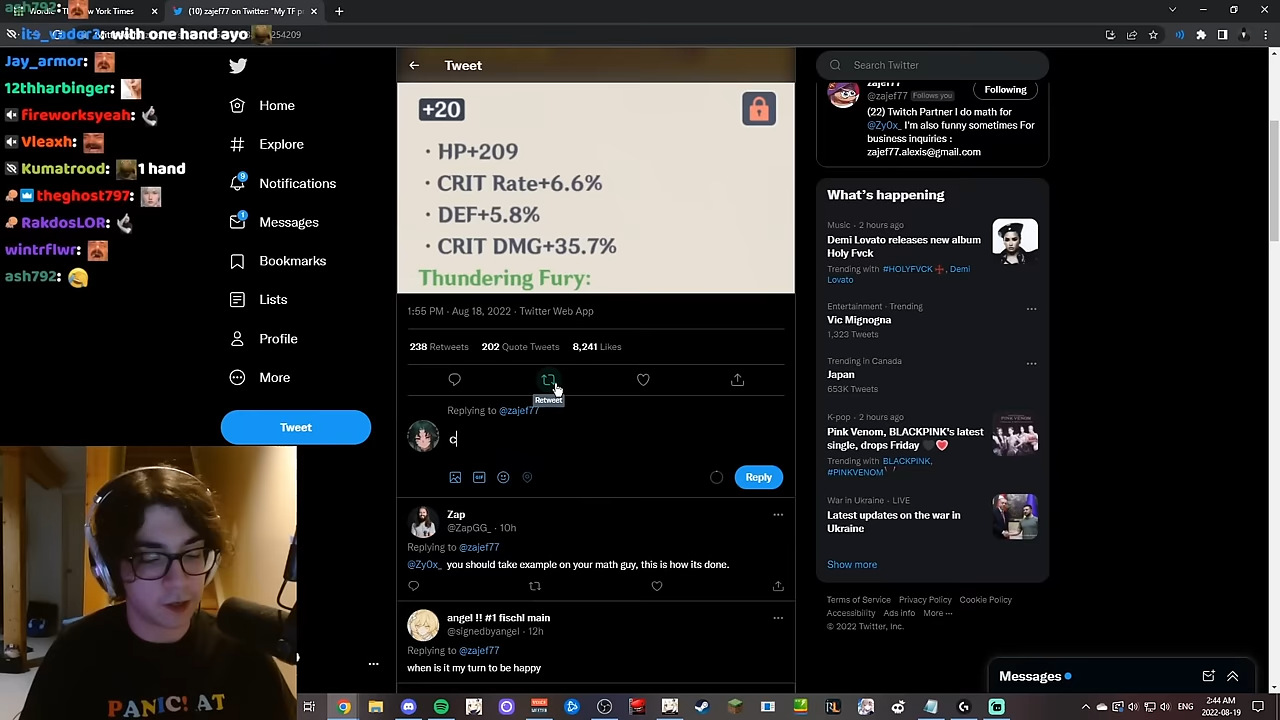 ash792:
Wordle - Th
w York Times
(10) zajef77 on Twitter: "My TF p
its_vader3: with one hand ayo
254209
Jay_armor:
12thharbinger:
fireworksyeah:
Vleaxh:
Kumatrood: 1 hand
theghost797:
RakdosLOR:
wintrflwr:
ash792:
Home
Explore
9
Notifications
1
Messages
Bookmarks
Lists
Profile
More
Tweet
Tweet
+20
· HP+209
· CRIT Rate+6.6%
· DEF+5.8%
· CRIT DMG+35.7%
Thundering Fury:
1:55 PM · Aug 18, 2022 · Twitter Web App
238 Retweets 202 Quote Tweets 8,241 Likes
Retweet
Replying to @zajef77
c
GIF
Reply
Zap
@ZapGG_ · 10h
Replying to @zajef77
@Zy0x_ you should take example on your math guy, this is how its done.
angel !! #1 fischl main
@signedbyangel · 12h
Replying to @zajef77
when is it my turn to be happy
Search Twitter
zajef77
@zajef77 Follows you
Following
(22) Twitch Partner I do math for
@Zy0x_ I'm also funny sometimes For
business inquiries :
zajef77.alexis@gmail.com
What's happening
Music · 2 hours ago
Demi Lovato releases new album
Holy Fvck
Trending with #HOLYFVCK, Demi
Lovato
Entertainment · Trending
Vic Mignogna
1,323 Tweets
Trending in Canada
Japan
653K Tweets
K-pop · 2 hours ago
Pink Venom, BLACKPINK's latest
single, drops Friday
Trending with BLACKPINK,
#PINKVENOM
War in Ukraine · LIVE
Latest updates on the war in
Ukraine
Show more
Terms of Service Privacy Policy Cookie Policy
Accessibility Ads info More
© 2022 Twitter, Inc.
Messages
PANIC! AT
ENG
2:44 AM
2022-08-19